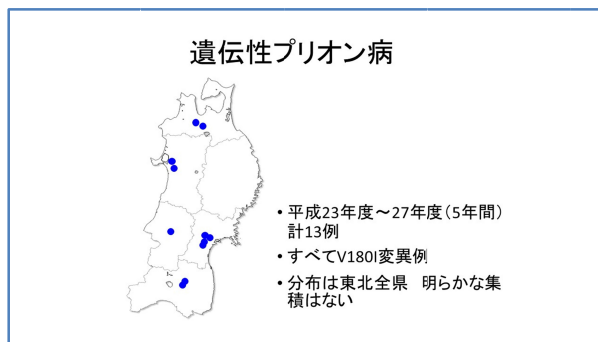 遺伝性プリオン病
• 平成23年度～27年度（5年間）
計13例
• すべてV180I変異例
• 分布は東北全県　明らかな集
積はない